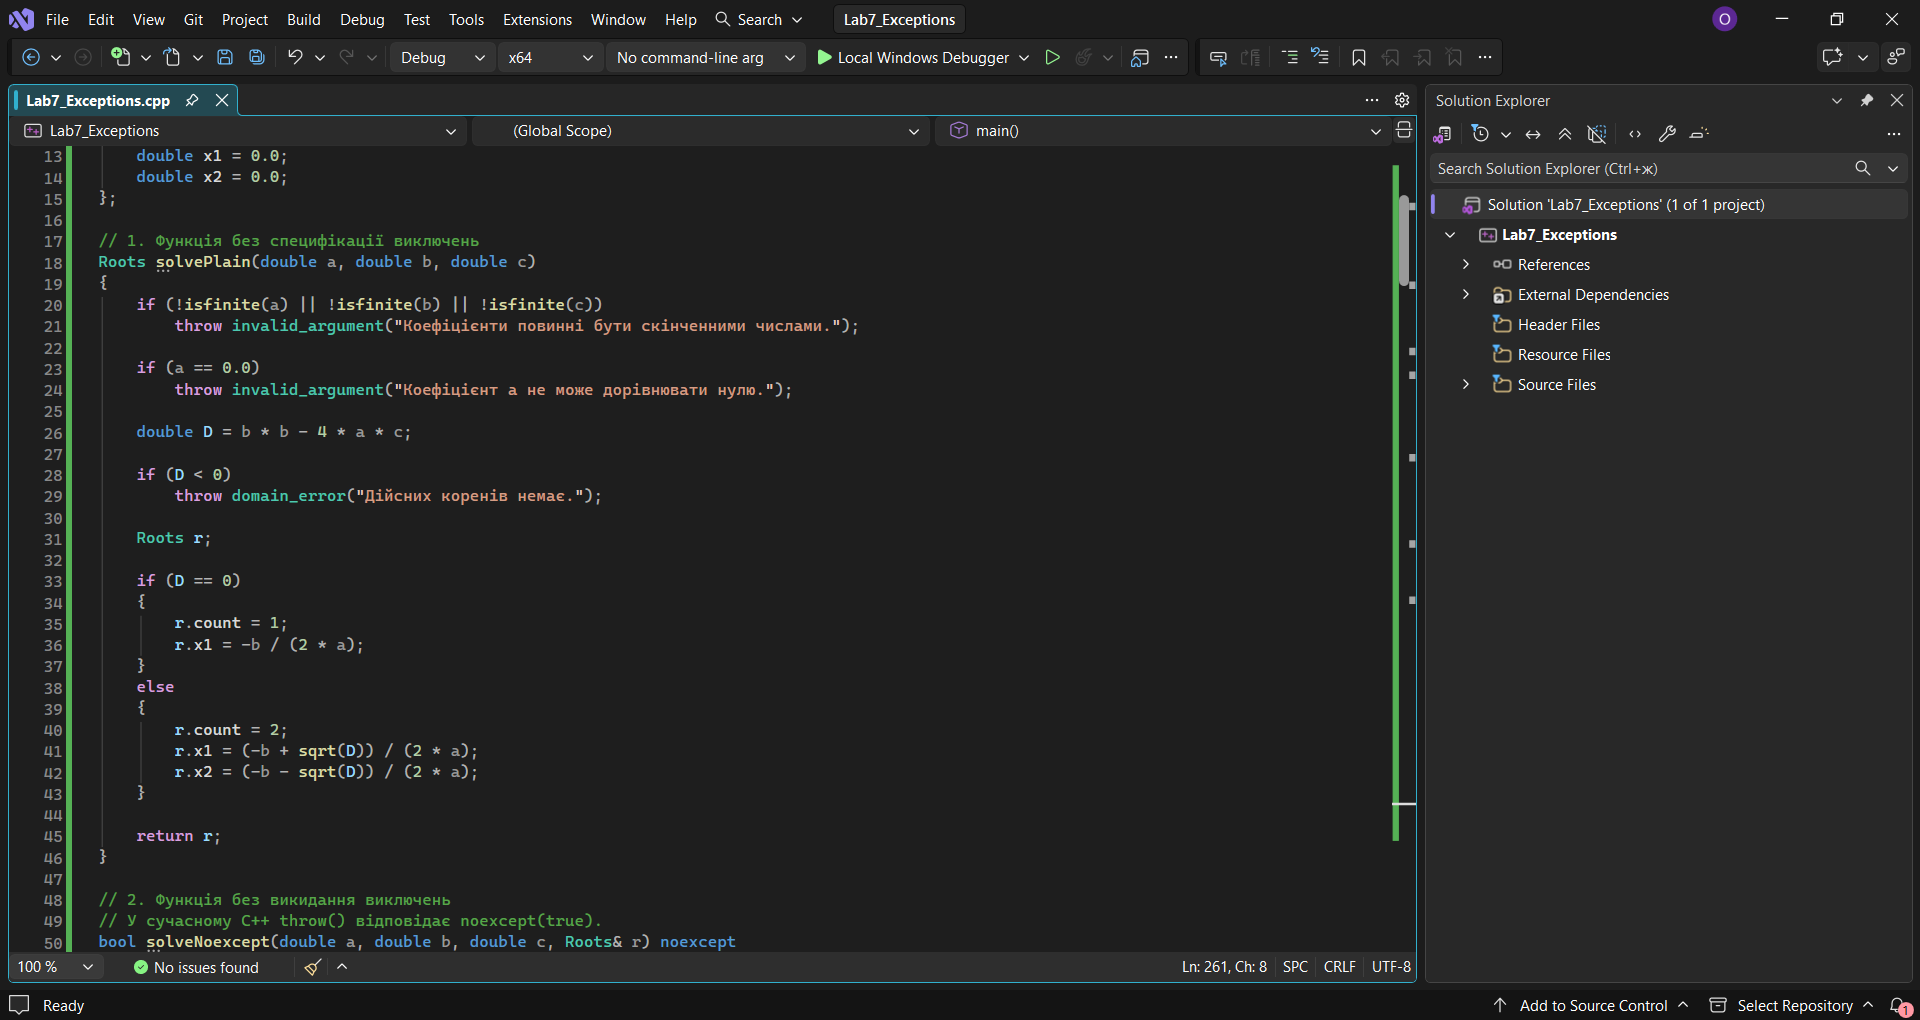 File Edit View Git Project Build Debug Test Tools Extensions Window Help Search Lab7_Exceptions O
Debug x64 No command-line arg Local Windows Debugger
Lab7_Exceptions.cpp
Lab7_Exceptions (Global Scope) main()
13 double x1 = 0.0;
14 double x2 = 0.0;
15 };
16
17 // 1. Функція без специфікації виключень
18 Roots solvePlain(double a, double b, double c)
19 {
20 if (!isfinite(a) || !isfinite(b) || !isfinite(c))
21 throw invalid_argument("Коефіцієнти повинні бути скінченними числами.");
22
23 if (a == 0.0)
24 throw invalid_argument("Коефіцієнт a не може дорівнювати нулю.");
25
26 double D = b * b - 4 * a * c;
27
28 if (D < 0)
29 throw domain_error("Дійсних коренів немає.");
30
31 Roots r;
32
33 if (D == 0)
34 {
35 r.count = 1;
36 r.x1 = -b / (2 * a);
37 }
38 else
39 {
40 r.count = 2;
41 r.x1 = (-b + sqrt(D)) / (2 * a);
42 r.x2 = (-b - sqrt(D)) / (2 * a);
43 }
44
45 return r;
46 }
47
48 // 2. Функція без викидання виключень
49 // У сучасному C++ throw() відповідає noexcept(true).
50 bool solveNoexcept(double a, double b, double c, Roots& r) noexcept
100 % No issues found Ln: 261, Ch: 8 SPC CRLF UTF-8
Solution Explorer
Search Solution Explorer (Ctrl+ж)
Solution 'Lab7_Exceptions' (1 of 1 project)
Lab7_Exceptions
References
External Dependencies
Header Files
Resource Files
Source Files
Ready Add to Source Control Select Repository 1